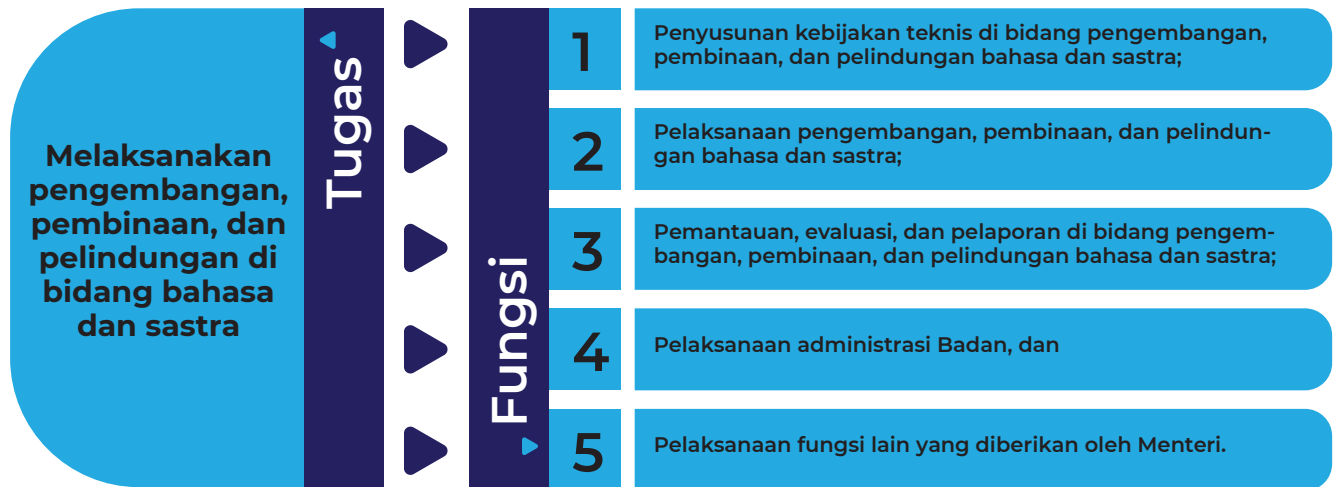 Melaksanakan
pengembangan,
pembinaan, dan
pelindungan di
bidang bahasa
dan sastra
Tugas
Fungsi
1
Penyusunan kebijakan teknis di bidang pengembangan,
pembinaan, dan pelindungan bahasa dan sastra;
2
Pelaksanaan pengembangan, pembinaan, dan pelindun-
gan bahasa dan sastra;
3
Pemantauan, evaluasi, dan pelaporan di bidang pengem-
bangan, pembinaan, dan pelindungan bahasa dan sastra;
4
Pelaksanaan administrasi Badan, dan
5
Pelaksanaan fungsi lain yang diberikan oleh Menteri.